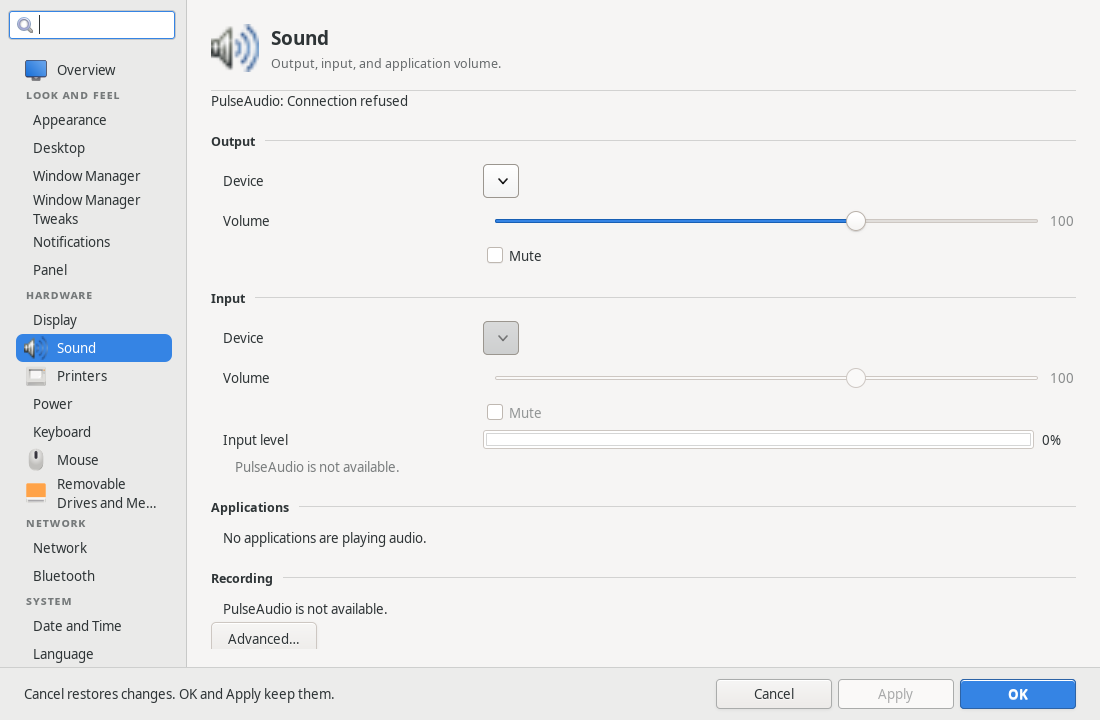 Overview
LOOK AND FEEL
Appearance
Desktop
Window Manager
Window Manager
Tweaks
Notifications
Panel
HARDWARE
Display
Sound
Printers
Power
Keyboard
Mouse
Removable
Drives and Me...
NETWORK
Network
Bluetooth
SYSTEM
Date and Time
Language
Sound
Output, input, and application volume.
PulseAudio: Connection refused
Output
Device
Volume 100
Mute
Input
Device
Volume 100
Mute
Input level 0%
PulseAudio is not available.
Applications
No applications are playing audio.
Recording
PulseAudio is not available.
Advanced...
Cancel restores changes. OK and Apply keep them.
Cancel Apply OK